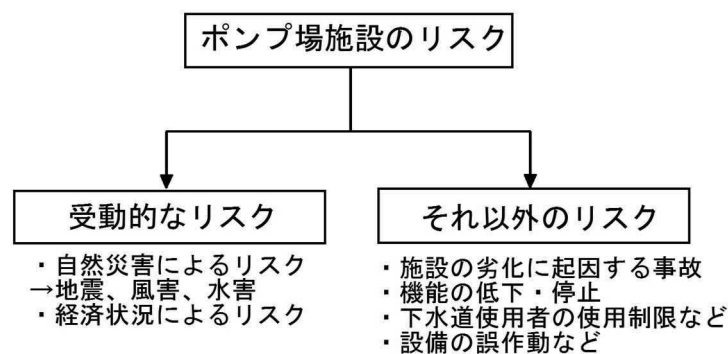 ポンプ場施設のリスク
受動的なリスク
・自然災害によるリスク
→地震、風害、水害
・経済状況によるリスク
それ以外のリスク
・施設の劣化に起因する事故
・機能の低下・停止
・下水道使用者の使用制限など
・設備の誤作動など